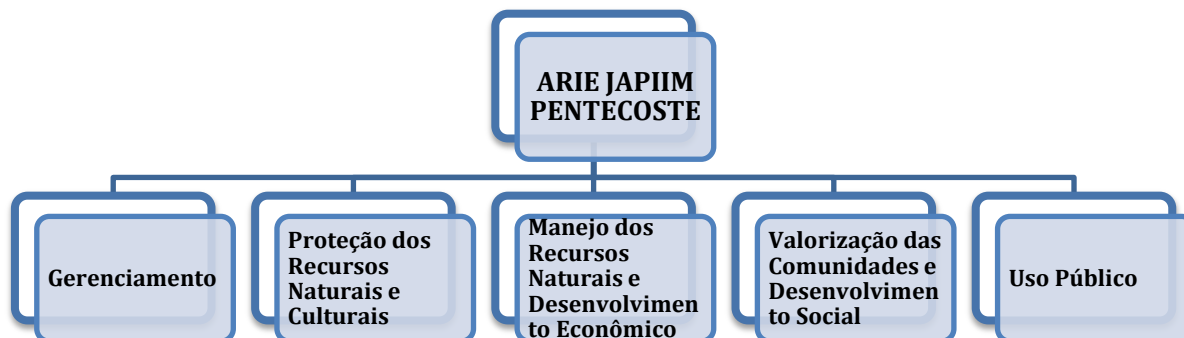 ARIE JAPIIM
PENTECOSTE
Gerenciamento
Proteção dos
Recursos
Naturais e
Culturais
Manejo dos
Recursos
Naturais e
Desenvolvimen
to Econômico
Valorização das
Comunidades e
Desenvolvimen
to Social
Uso Público